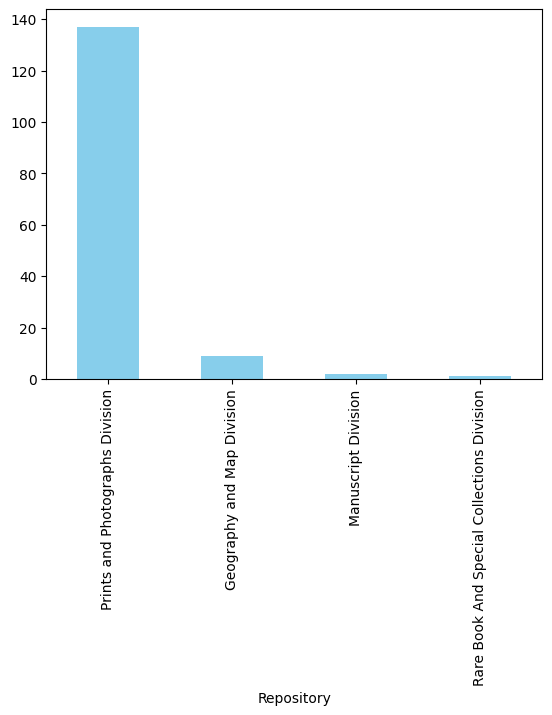 140
120
100
80
60
40
20
0
Prints and Photographs Division
Geography and Map Division
Manuscript Division
Rare Book And Special Collections Division
Repository